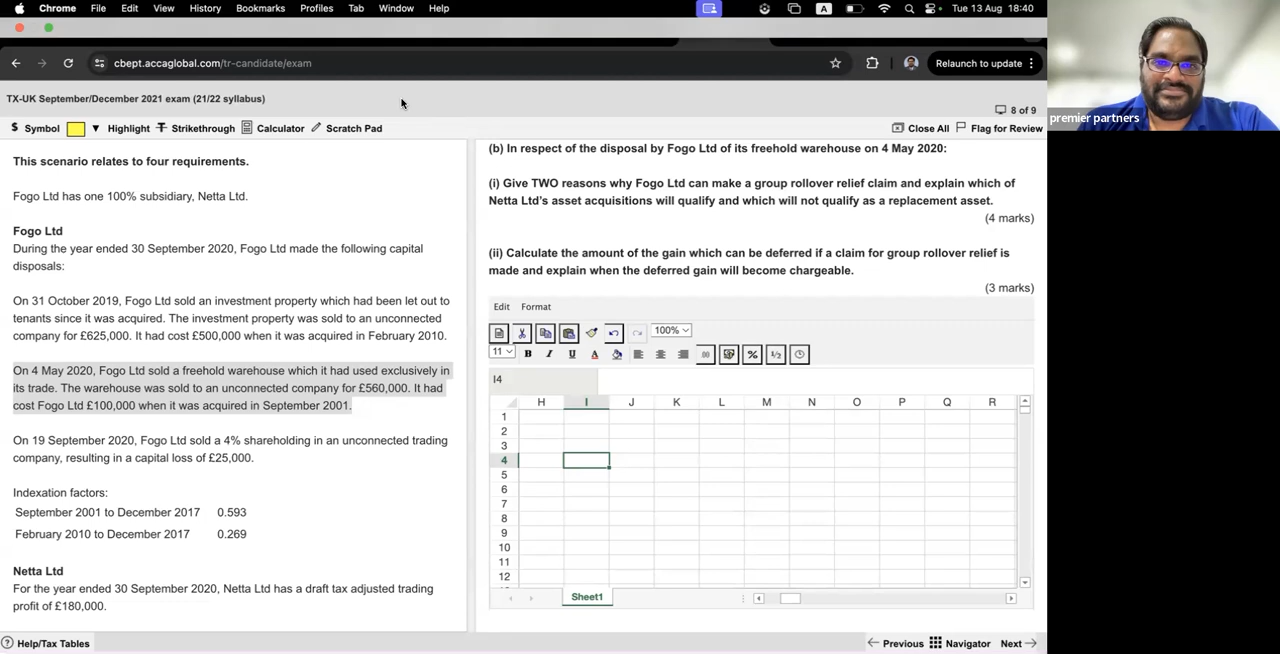 Chrome File Edit View History Bookmarks Profiles Tab Window Help A Tue 13 Aug 18:40
cbept.accaglobal.com/tr-candidate/exam Relaunch to update
TX-UK September/December 2021 exam (21/22 syllabus)
8 of 9
$ Symbol Highlight Strikethrough Calculator Scratch Pad Close All Flag for Review
premier partners
This scenario relates to four requirements.
Fogo Ltd has one 100% subsidiary, Netta Ltd.
Fogo Ltd
During the year ended 30 September 2020, Fogo Ltd made the following capital
disposals:
On 31 October 2019, Fogo Ltd sold an investment property which had been let out to
tenants since it was acquired. The investment property was sold to an unconnected
company for £625,000. It had cost £500,000 when it was acquired in February 2010.
On 4 May 2020, Fogo Ltd sold a freehold warehouse which it had used exclusively in
its trade. The warehouse was sold to an unconnected company for £560,000. It had
cost Fogo Ltd £100,000 when it was acquired in September 2001.
On 19 September 2020, Fogo Ltd sold a 4% shareholding in an unconnected trading
company, resulting in a capital loss of £25,000.
Indexation factors:
September 2001 to December 2017 0.593
February 2010 to December 2017 0.269
Netta Ltd
For the year ended 30 September 2020, Netta Ltd has a draft tax adjusted trading
profit of £180,000.
(b) In respect of the disposal by Fogo Ltd of its freehold warehouse on 4 May 2020:
(i) Give TWO reasons why Fogo Ltd can make a group rollover relief claim and explain which of
Netta Ltd's asset acquisitions will qualify and which will not qualify as a replacement asset.
(4 marks)
(ii) Calculate the amount of the gain which can be deferred if a claim for group rollover relief is
made and explain when the deferred gain will become chargeable.
(3 marks)
Edit Format
100%
11 B I U A % 1/2
I4
H I J K L M N O P Q R
1
2
3
4
5
6
7
8
9
10
11
12
Sheet1
? Help/Tax Tables Previous Navigator Next